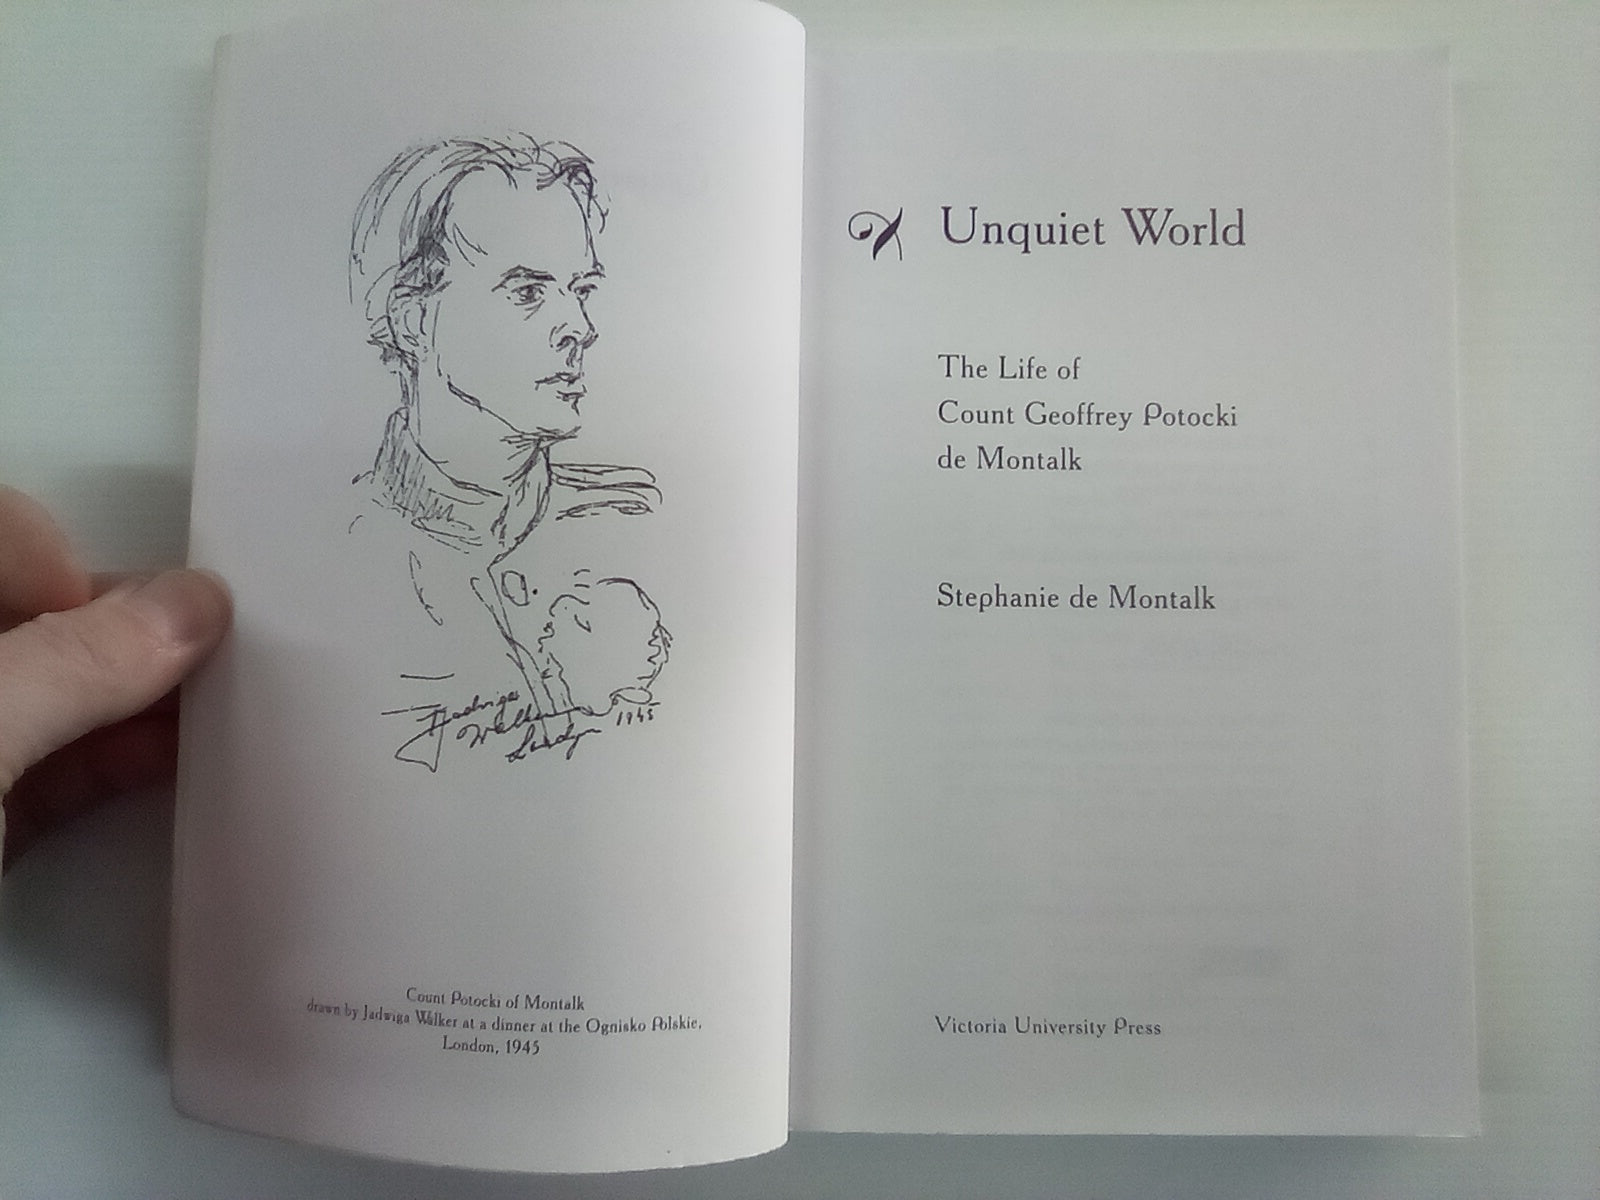 Jadwiga
Walker
London
1945
Count Potocki of Montalk
drawn by Jadwiga Walker at a dinner at the Ognisko Polskie,
London, 1945
Unquiet World
The Life of
Count Geoffrey Potocki
de Montalk
Stephanie de Montalk
Victoria University Press